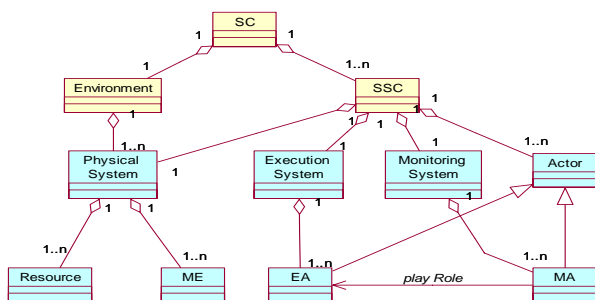 SC
1
1
1
1..n
Environment
SSC
1
1
1
1
1
1..n
1
1
1..n
Physical
System
Execution
System
Monitoring
System
Actor
1
1
1
1
1
1..n
1..n
1..n
1..n
Resource
ME
EA
play Role
MA